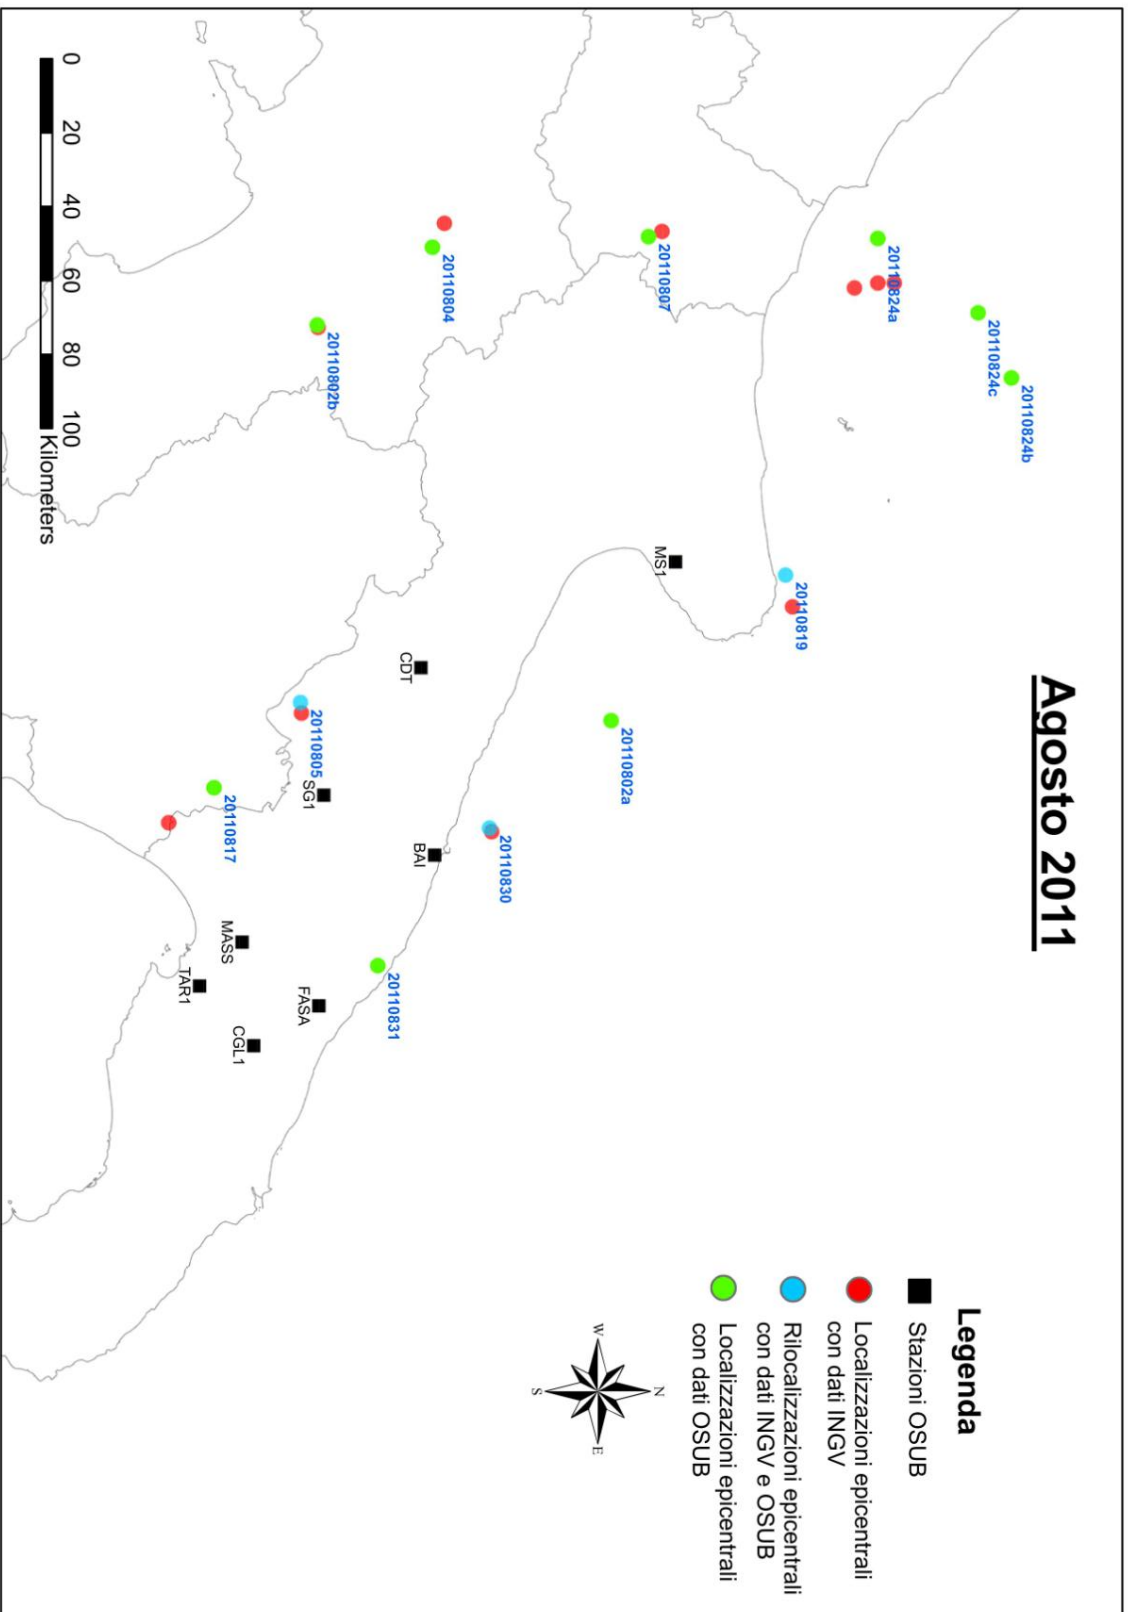 Agosto 2011
Legenda
Stazioni OSUB
Localizzazioni epicentrali
con dati INGV
Rilocalizzazioni epicentrali
con dati INGV e OSUB
Localizzazioni epicentrali
con dati OSUB
N
W
E
S
20110824b
20110824c
20110824a
20110819
20110807
MS1
20110802a
20110830
20110804
CDT
BAI
20110831
20110802b
20110805
SG1
FASA
20110817
MASS
CGL1
TAR1
0 20 40 60 80 100
Kilometers